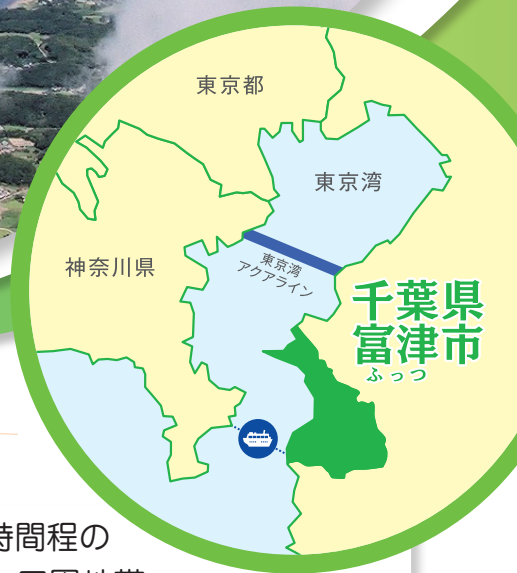 東京都
東京湾
神奈川県
東京湾
アクアライン
千葉県
富津市
ふっつ
時間程の